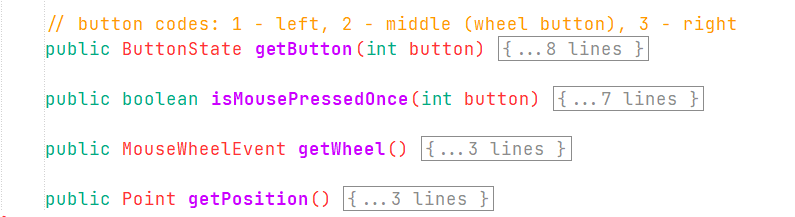 // button codes: 1 - left, 2 - middle (wheel button), 3 - right
public ButtonState getButton(int button) {...8 lines }
public boolean isMousePressedOnce(int button) {...7 lines }
public MouseWheelEvent getWheel() {...3 lines }
public Point getPosition() {...3 lines }